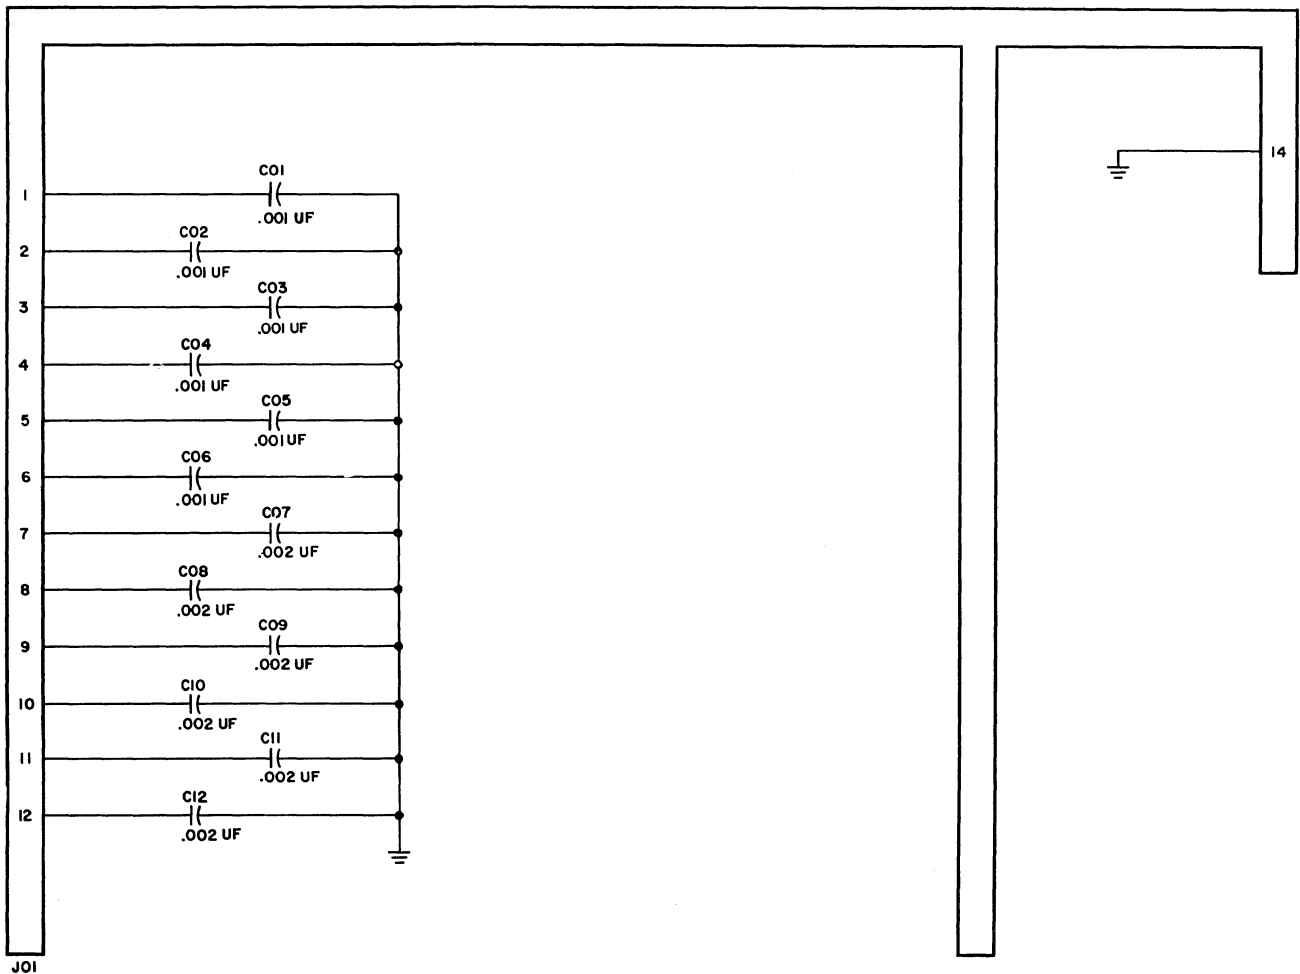 14
C01
1
.001 UF
C02
2
.001 UF
C03
3
.001 UF
C04
4
.001 UF
C05
5
.001 UF
C06
6
.001 UF
C07
7
.002 UF
C08
8
.002 UF
C09
9
.002 UF
C10
10
.002 UF
C11
11
.002 UF
C12
12
.002 UF
J01